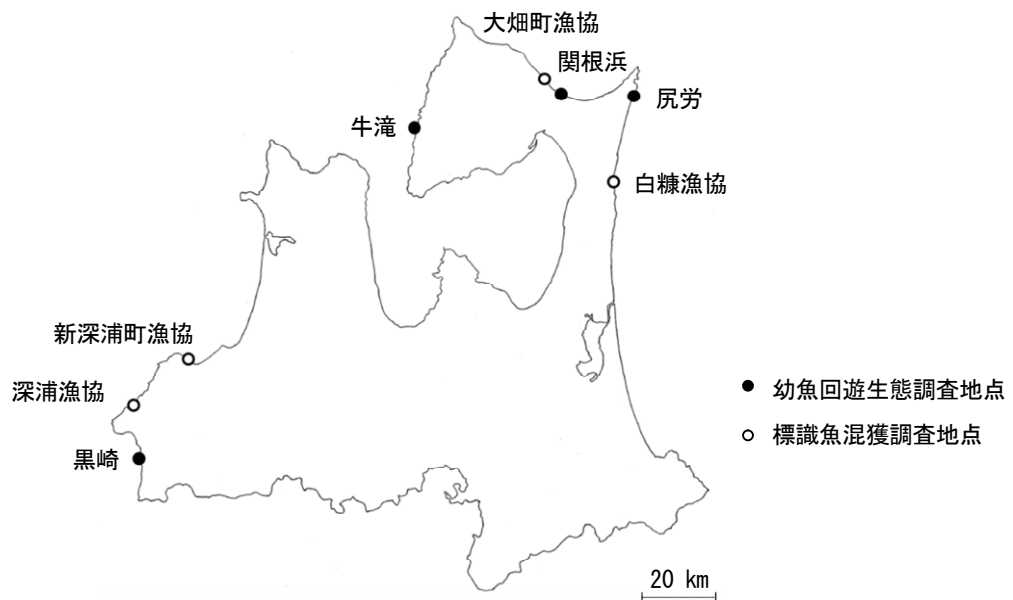 大畑町漁協
関根浜
尻労
牛滝
白糠漁協
新深浦町漁協
深浦漁協
黒崎
● 幼魚回遊生態調査地点
○ 標識魚混獲調査地点
20 km